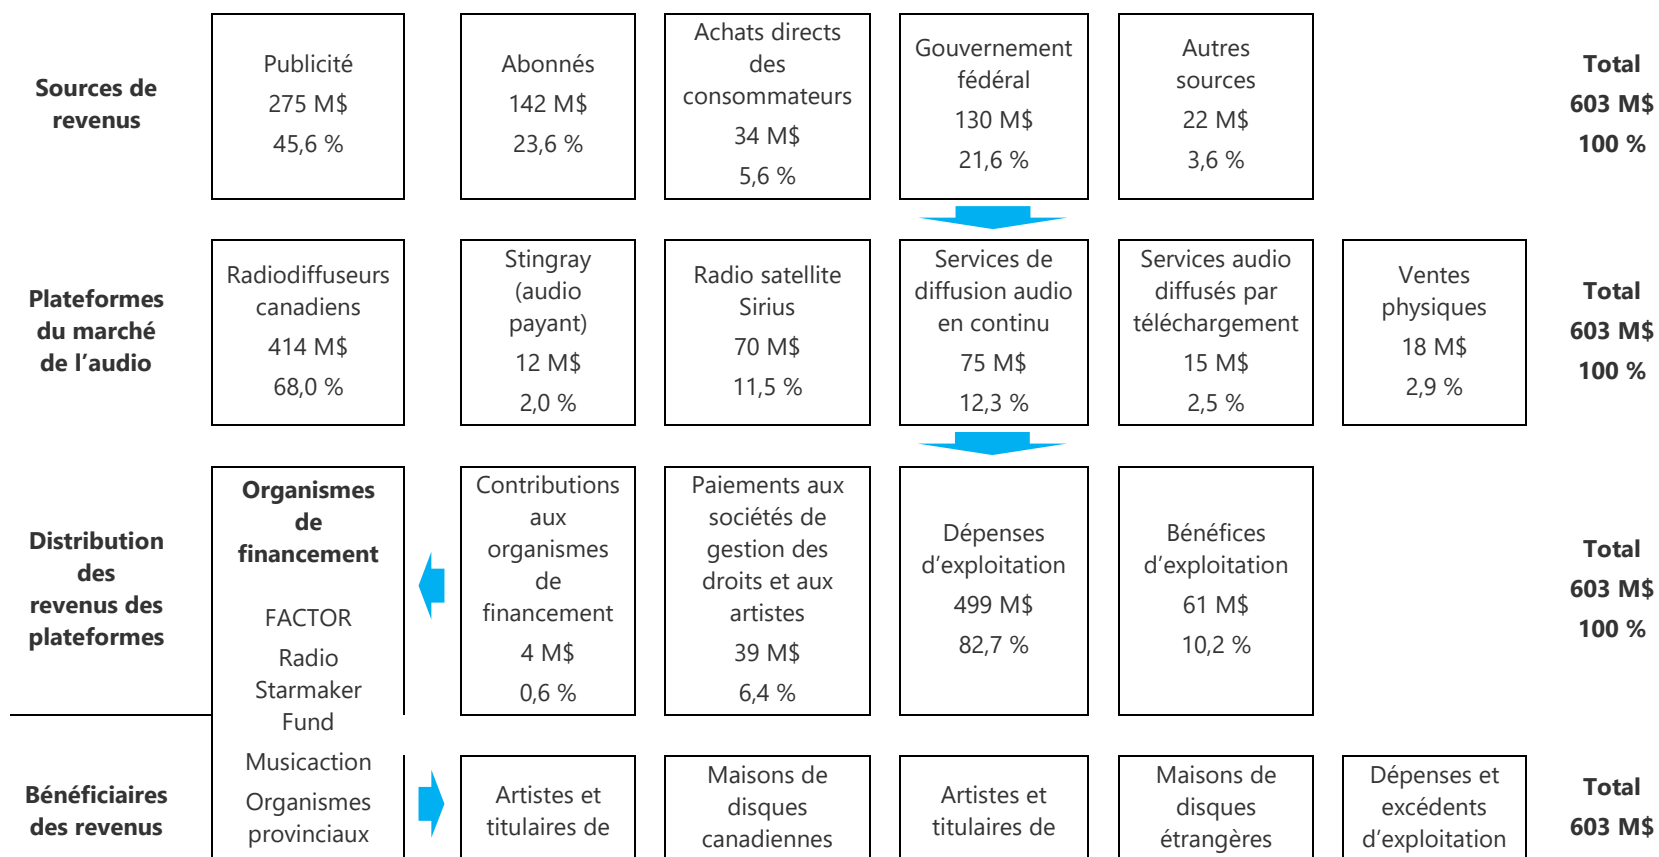 Sources de
revenus
Publicité
275 M$
45,6 %
Abonnés
142 M$
23,6 %
Achats directs
des
consommateurs
34 M$
5,6 %
Gouvernement
fédéral
130 M$
21,6 %
Autres
sources
22 M$
3,6 %
Total
603 M$
100 %
Plateformes
du marché
de l’audio
Radiodiffuseurs
canadiens
414 M$
68,0 %
Stingray
(audio
payant)
12 M$
2,0 %
Radio satellite
Sirius
70 M$
11,5 %
Services de
diffusion audio
en continu
75 M$
12,3 %
Services audio
diffusés par
téléchargement
15 M$
2,5 %
Ventes
physiques
18 M$
2,9 %
Total
603 M$
100 %
Distribution
des
revenus des
plateformes
Organismes
de
financement
FACTOR
Radio
Starmaker
Fund
Musicaction
Organismes
provinciaux
Contributions
aux
organismes
de
financement
4 M$
0,6 %
Paiements aux
sociétés de
gestion des
droits et aux
artistes
39 M$
6,4 %
Dépenses
d’exploitation
499 M$
82,7 %
Bénéfices
d’exploitation
61 M$
10,2 %
Total
603 M$
100 %
Bénéficiaires
des revenus
Artistes et
titulaires de
Maisons de
disques
canadiennes
Artistes et
titulaires de
Maisons de
disques
étrangères
Dépenses et
excédents
d’exploitation
Total
603 M$